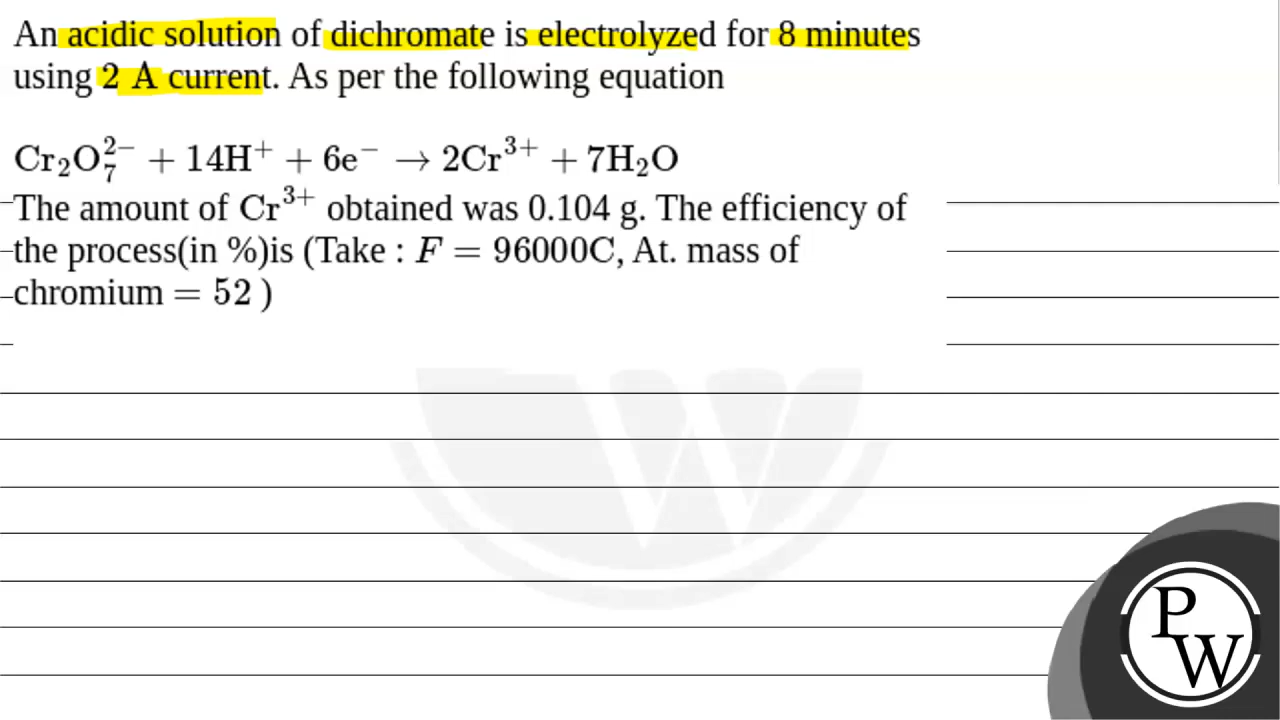 An acidic solution of dichromate is electrolyzed for 8 minutes
using 2 A current. As per the following equation
Cr₂O₇²⁻ + 14H⁺ + 6e⁻ → 2Cr³⁺ + 7H₂O
The amount of Cr³⁺ obtained was 0.104 g. The efficiency of
the process(in %)is (Take : F = 96000C, At. mass of
chromium = 52 )
W
P
W